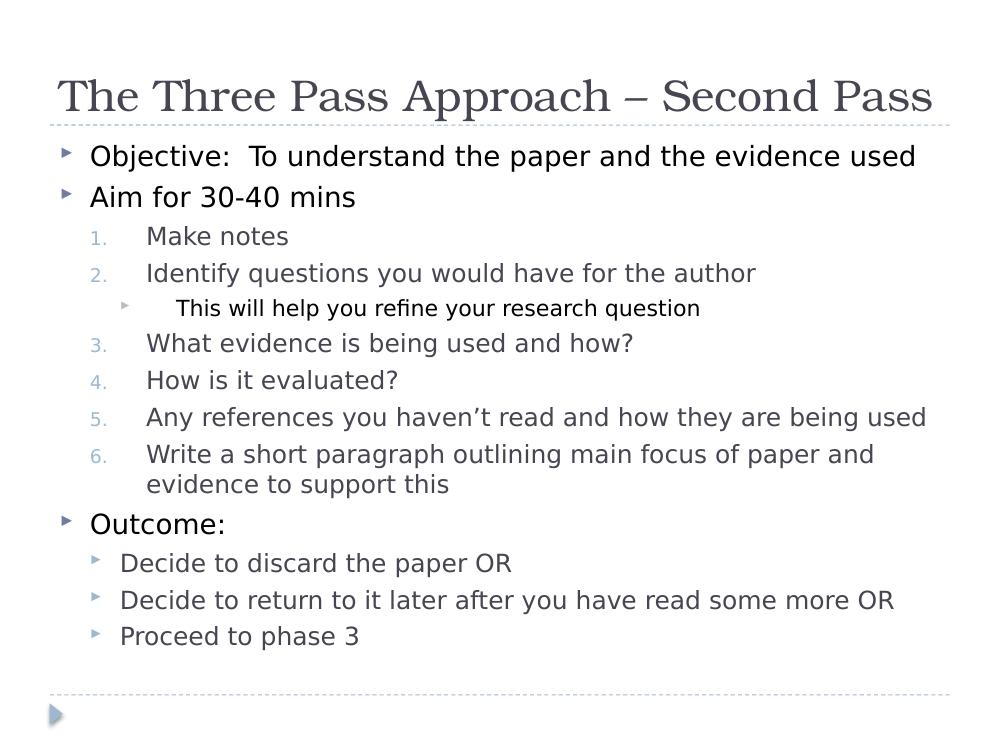 The Three Pass Approach – Second Pass
Objective:  To understand the paper and the evidence used
Aim for 30-40 mins
1. Make notes
2. Identify questions you would have for the author
This will help you refine your research question
3. What evidence is being used and how?
4. How is it evaluated?
5. Any references you haven’t read and how they are being used
6. Write a short paragraph outlining main focus of paper and
evidence to support this
Outcome:
Decide to discard the paper OR
Decide to return to it later after you have read some more OR
Proceed to phase 3